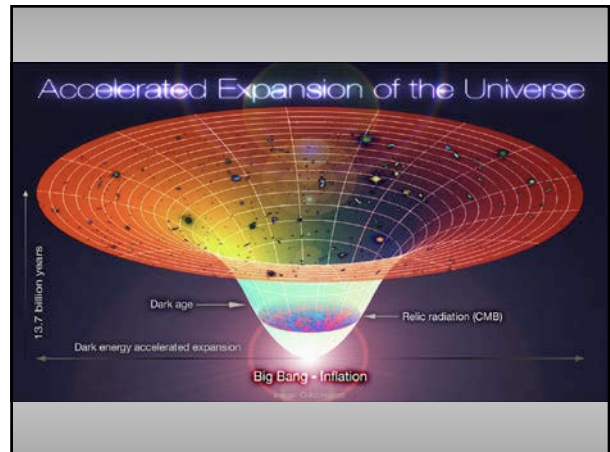 Accelerated Expansion of the Universe
13.7 billion years
Dark age
Relic radiation (CMB)
Dark energy accelerated expansion
Big Bang - Inflation